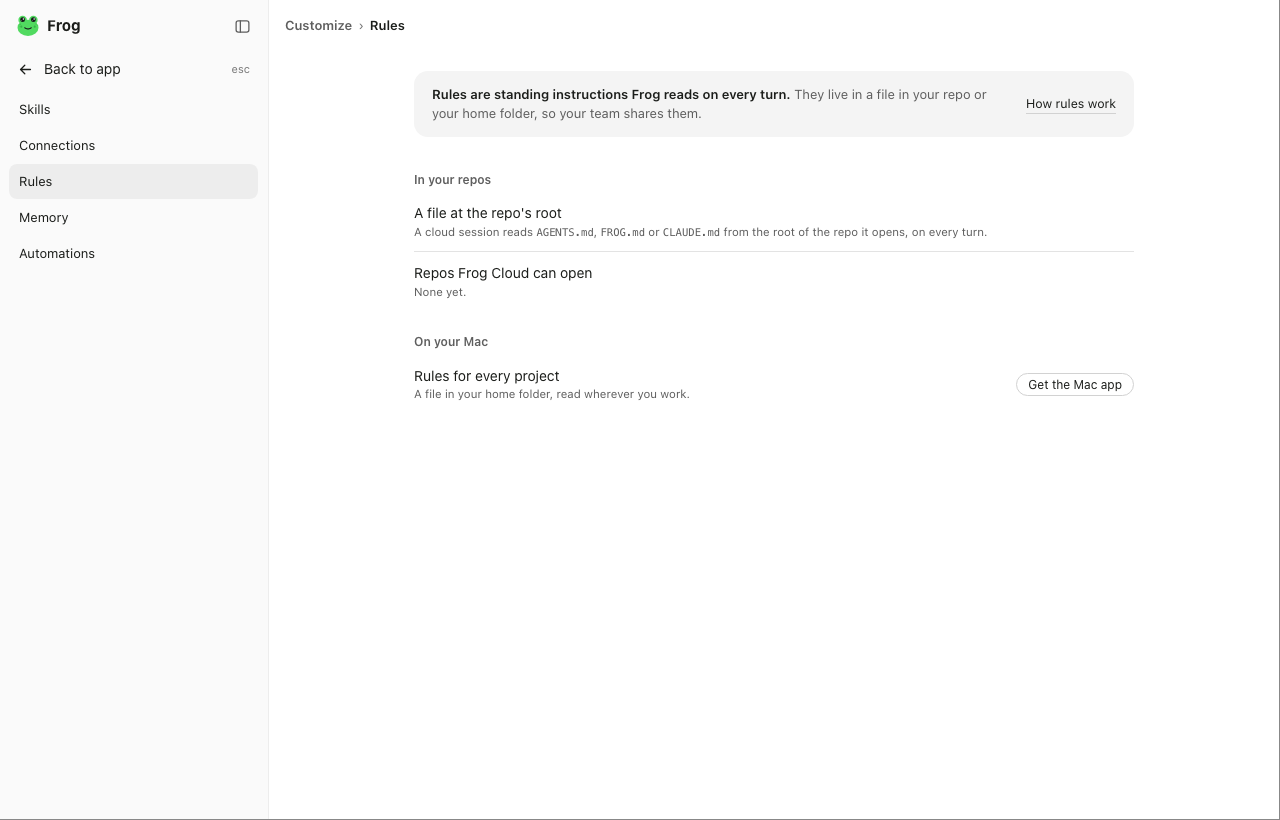 Frog
Back to app
esc
Skills
Connections
Rules
Memory
Automations
Customize › Rules
Rules are standing instructions Frog reads on every turn. They live in a file in your repo or
your home folder, so your team shares them.
How rules work
In your repos
A file at the repo's root
A cloud session reads AGENTS.md, FROG.md or CLAUDE.md from the root of the repo it opens, on every turn.
Repos Frog Cloud can open
None yet.
On your Mac
Rules for every project
A file in your home folder, read wherever you work.
Get the Mac app